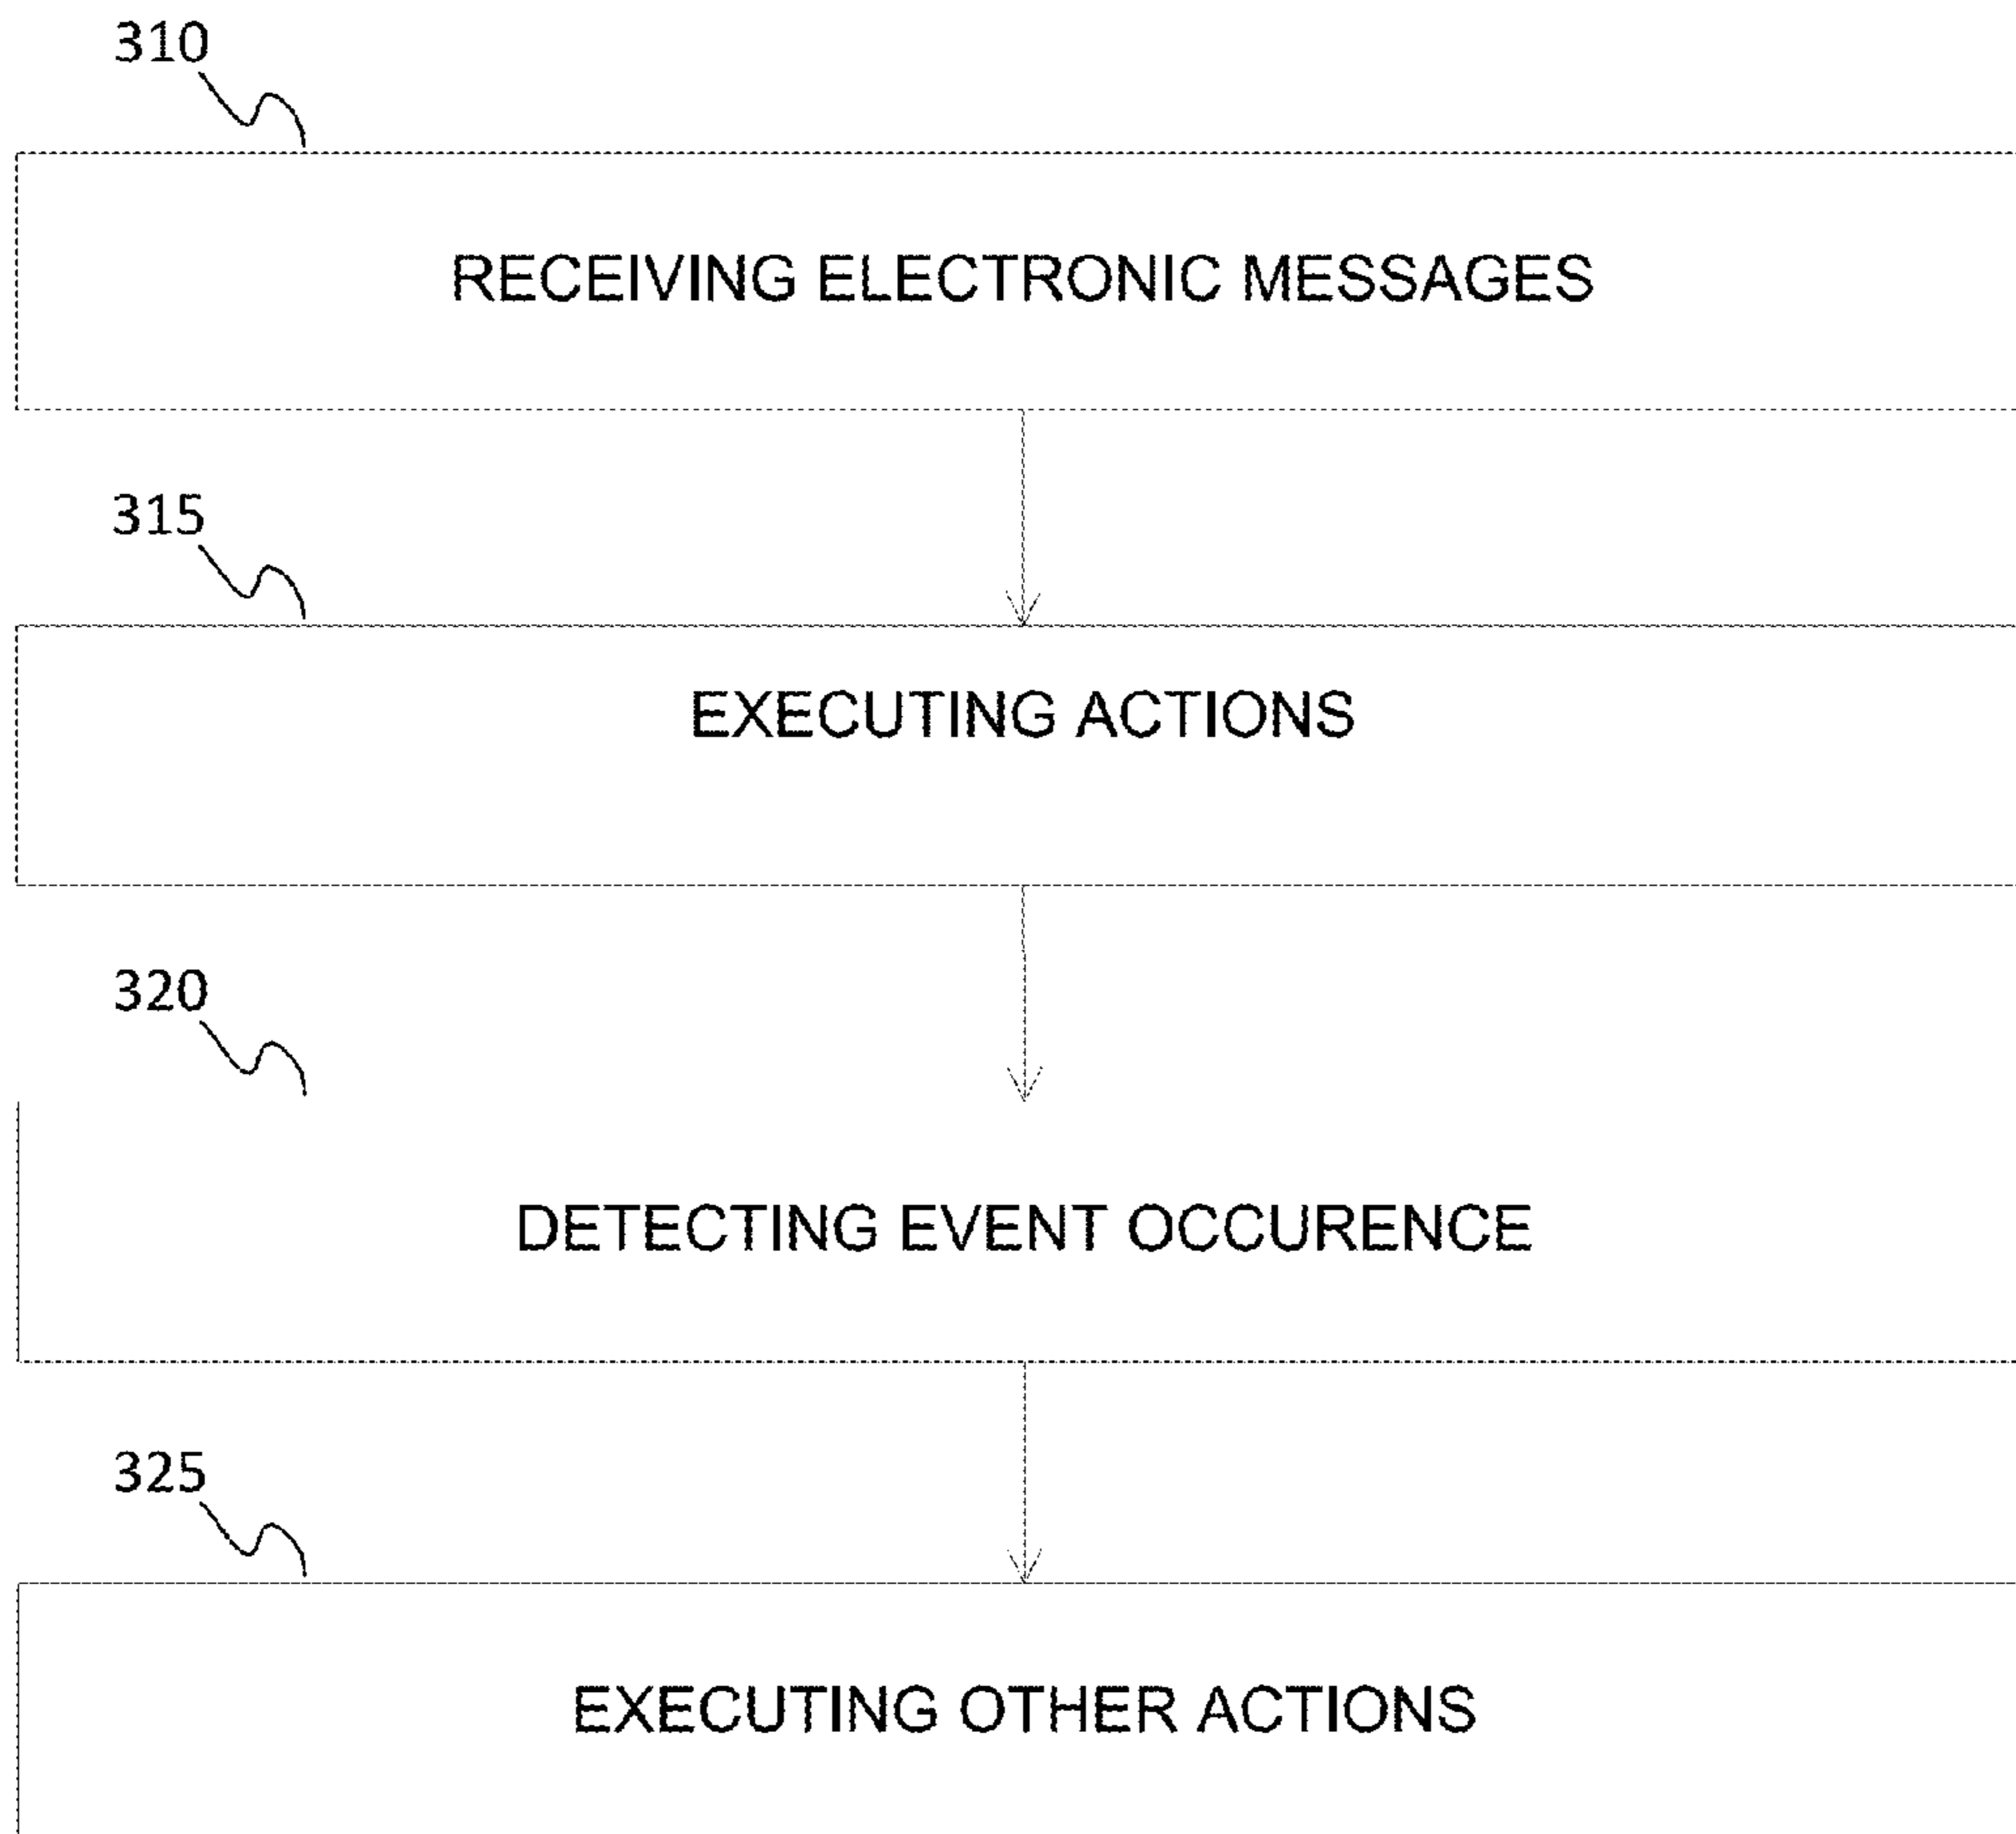 310
RECEIVING ELECTRONIC MESSAGES
315
EXECUTING ACTIONS
320
DETECTING EVENT OCCURENCE
325
EXECUTING OTHER ACTIONS